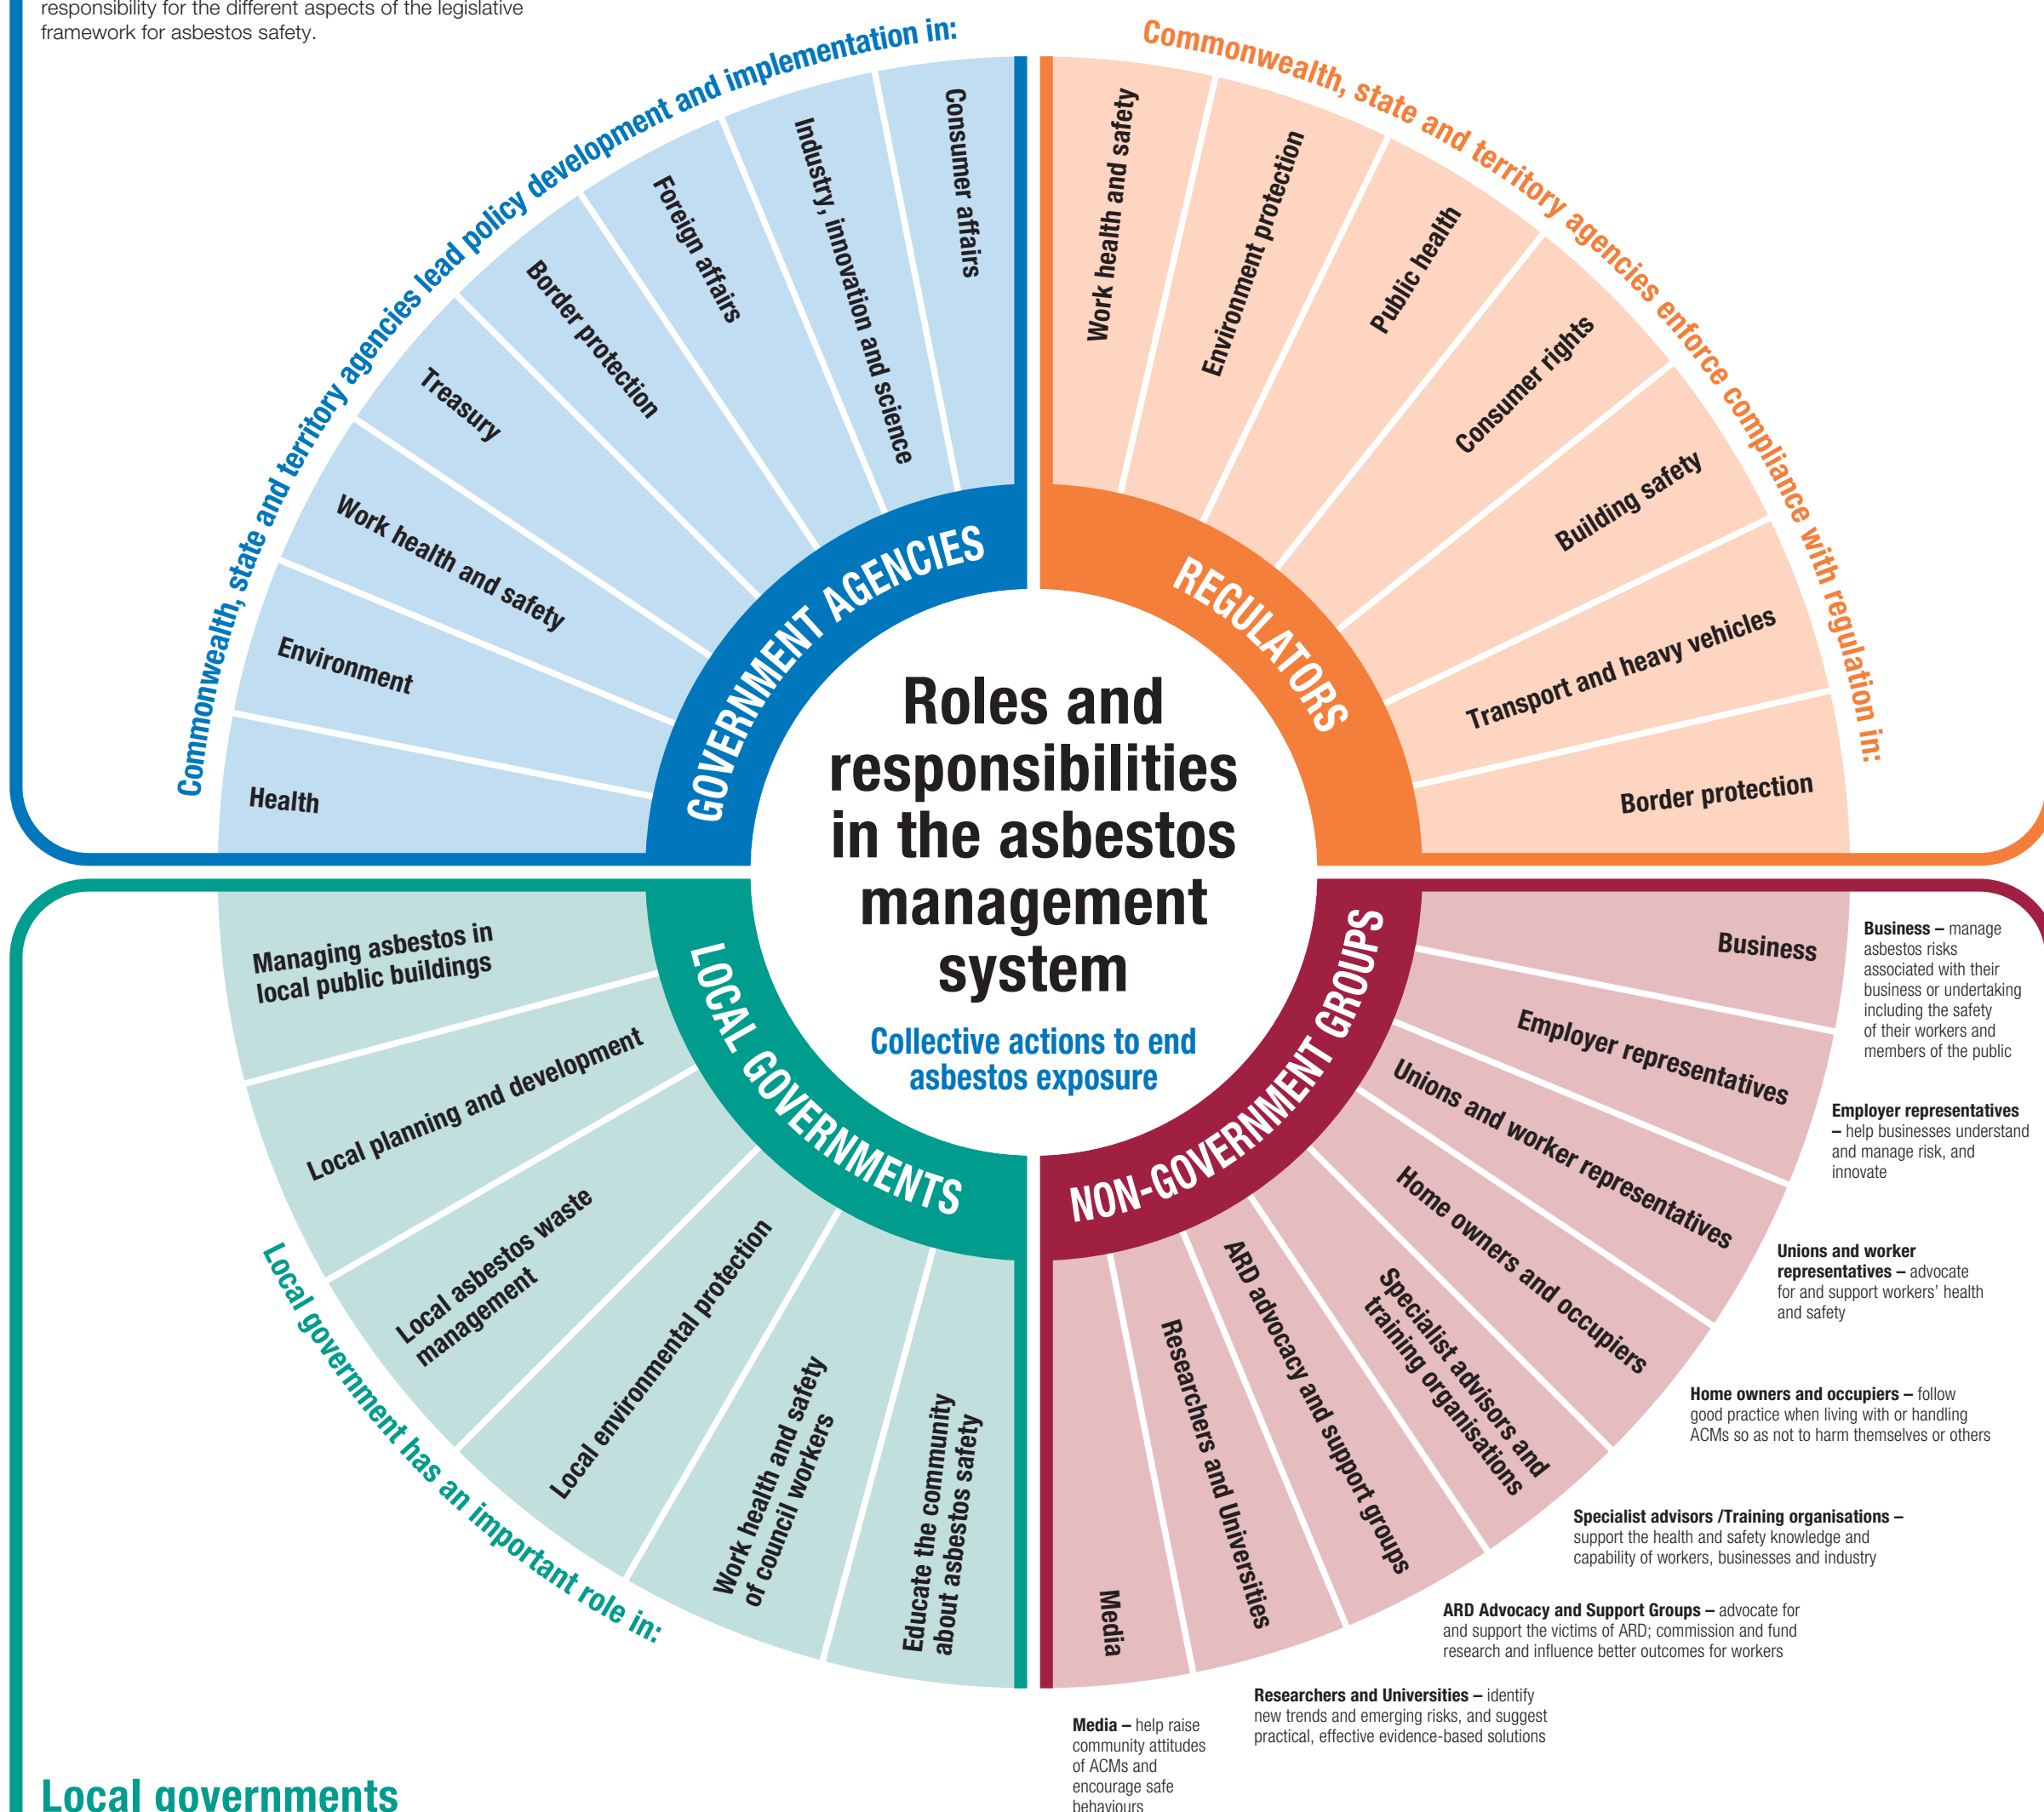 responsibility for the different aspects of the legislative
framework for asbestos safety.
Commonwealth, state and territory agencies lead policy development and implementation in:
Health
Environment
Work health and safety
Treasury
Border protection
Foreign affairs
Industry, innovation and science
Consumer affairs
GOVERNMENT AGENCIES
Commonwealth, state and territory agencies enforce compliance with regulation in:
Work health and safety
Environment protection
Public health
Consumer rights
Building safety
Transport and heavy vehicles
Border protection
REGULATORS
Roles and
responsibilities
in the asbestos
management
system
Collective actions to end
asbestos exposure
LOCAL GOVERNMENTS
Managing asbestos in
local public buildings
Local planning and development
Local asbestos waste
management
Local environmental protection
Work health and safety
of council workers
Educate the community
about asbestos safety
Local government has an important role in:
NON-GOVERNMENT GROUPS
Business
Employer representatives
Unions and worker representatives
Home owners and occupiers
Specialist advisors and
training organisations
ARD advocacy and support groups
Researchers and Universities
Media
Business – manage
asbestos risks
associated with their
business or undertaking
including the safety
of their workers and
members of the public
Employer representatives
– help businesses understand
and manage risk, and
innovate
Unions and worker
representatives – advocate
for and support workers' health
and safety
Home owners and occupiers – follow
good practice when living with or handling
ACMs so as not to harm themselves or others
Specialist advisors /Training organisations –
support the health and safety knowledge and
capability of workers, businesses and industry
ARD Advocacy and Support Groups – advocate for
and support the victims of ARD; commission and fund
research and influence better outcomes for workers
Researchers and Universities – identify
new trends and emerging risks, and suggest
practical, effective evidence-based solutions
Media – help raise
community attitudes
of ACMs and
encourage safe
behaviours
Local governments